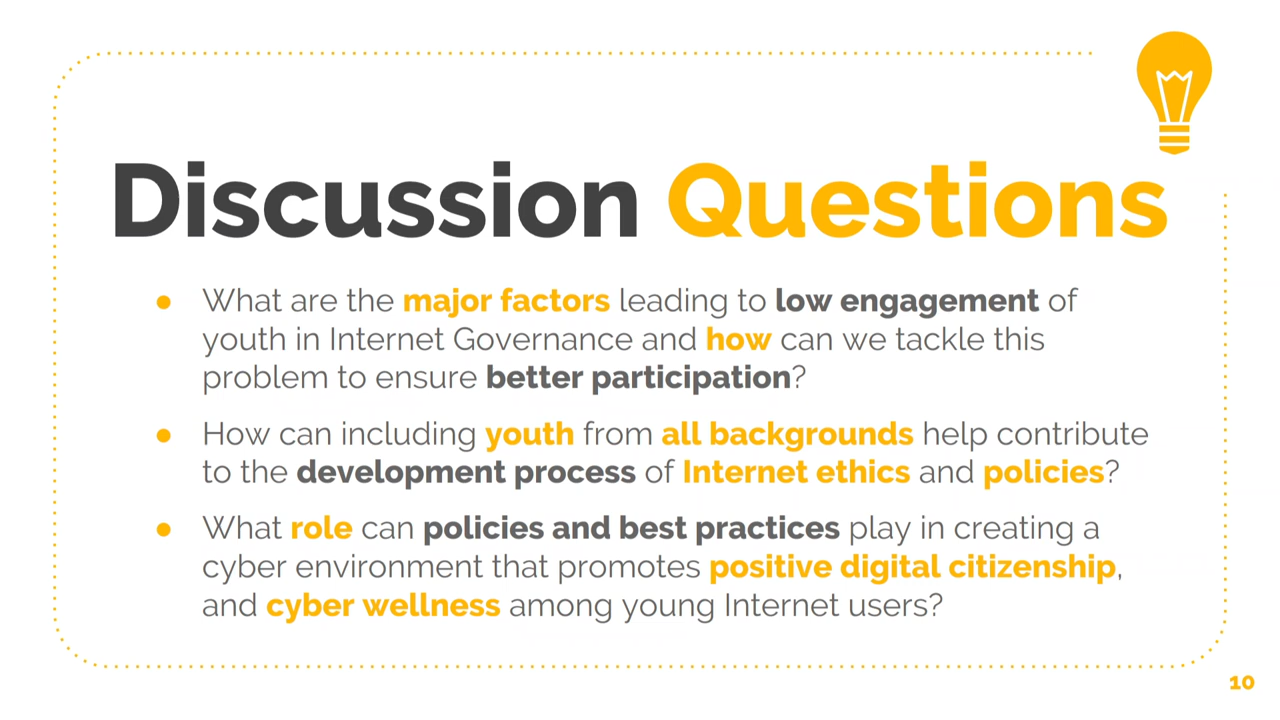 Discussion Questions
● What are the major factors leading to low engagement of
youth in Internet Governance and how can we tackle this
problem to ensure better participation?
● How can including youth from all backgrounds help contribute
to the development process of Internet ethics and policies?
● What role can policies and best practices play in creating a
cyber environment that promotes positive digital citizenship,
and cyber wellness among young Internet users?
10